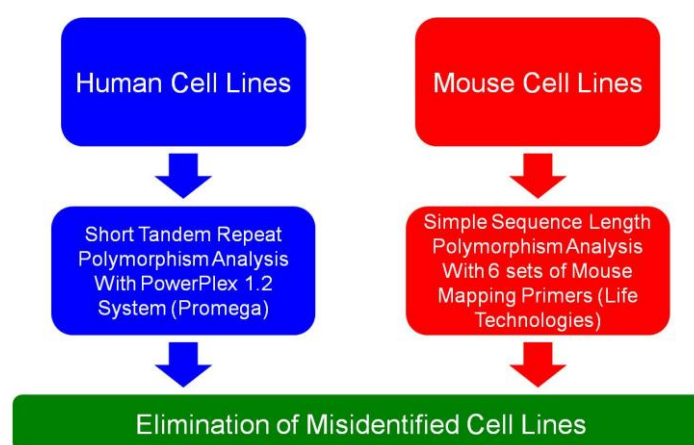 Human Cell Lines
Short Tandem Repeat
Polymorphism Analysis
With PowerPlex 1.2
System (Promega)
Mouse Cell Lines
Simple Sequence Length
Polymorphism Analysis
With 6 sets of Mouse
Mapping Primers (Life
Technologies)
Elimination of Misidentified Cell Lines